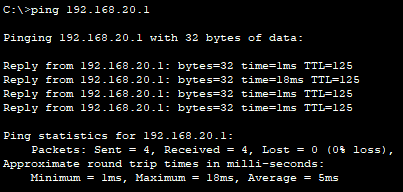 C:\>ping 192.168.20.1
Pinging 192.168.20.1 with 32 bytes of data:
Reply from 192.168.20.1: bytes=32 time=1ms TTL=125
Reply from 192.168.20.1: bytes=32 time=18ms TTL=125
Reply from 192.168.20.1: bytes=32 time=1ms TTL=125
Reply from 192.168.20.1: bytes=32 time=1ms TTL=125
Ping statistics for 192.168.20.1:
    Packets: Sent = 4, Received = 4, Lost = 0 (0% loss),
Approximate round trip times in milli-seconds:
    Minimum = 1ms, Maximum = 18ms, Average = 5ms